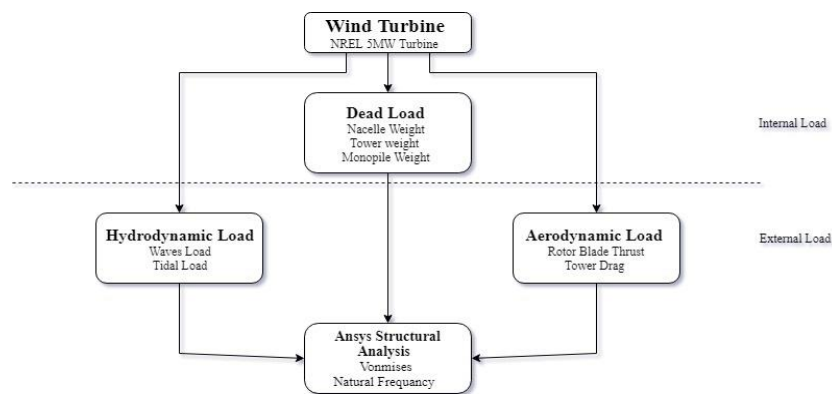 Wind Turbine
NREL 5MW Turbine
Dead Load
Nacelle Weight
Tower weight
Monopile Weight
Internal Load
Hydrodynamic Load
Waves Load
Tidal Load
Aerodynamic Load
Rotor Blade Thrust
Tower Drag
External Load
Ansys Structural
Analysis
Vonmises
Natural Frequancy